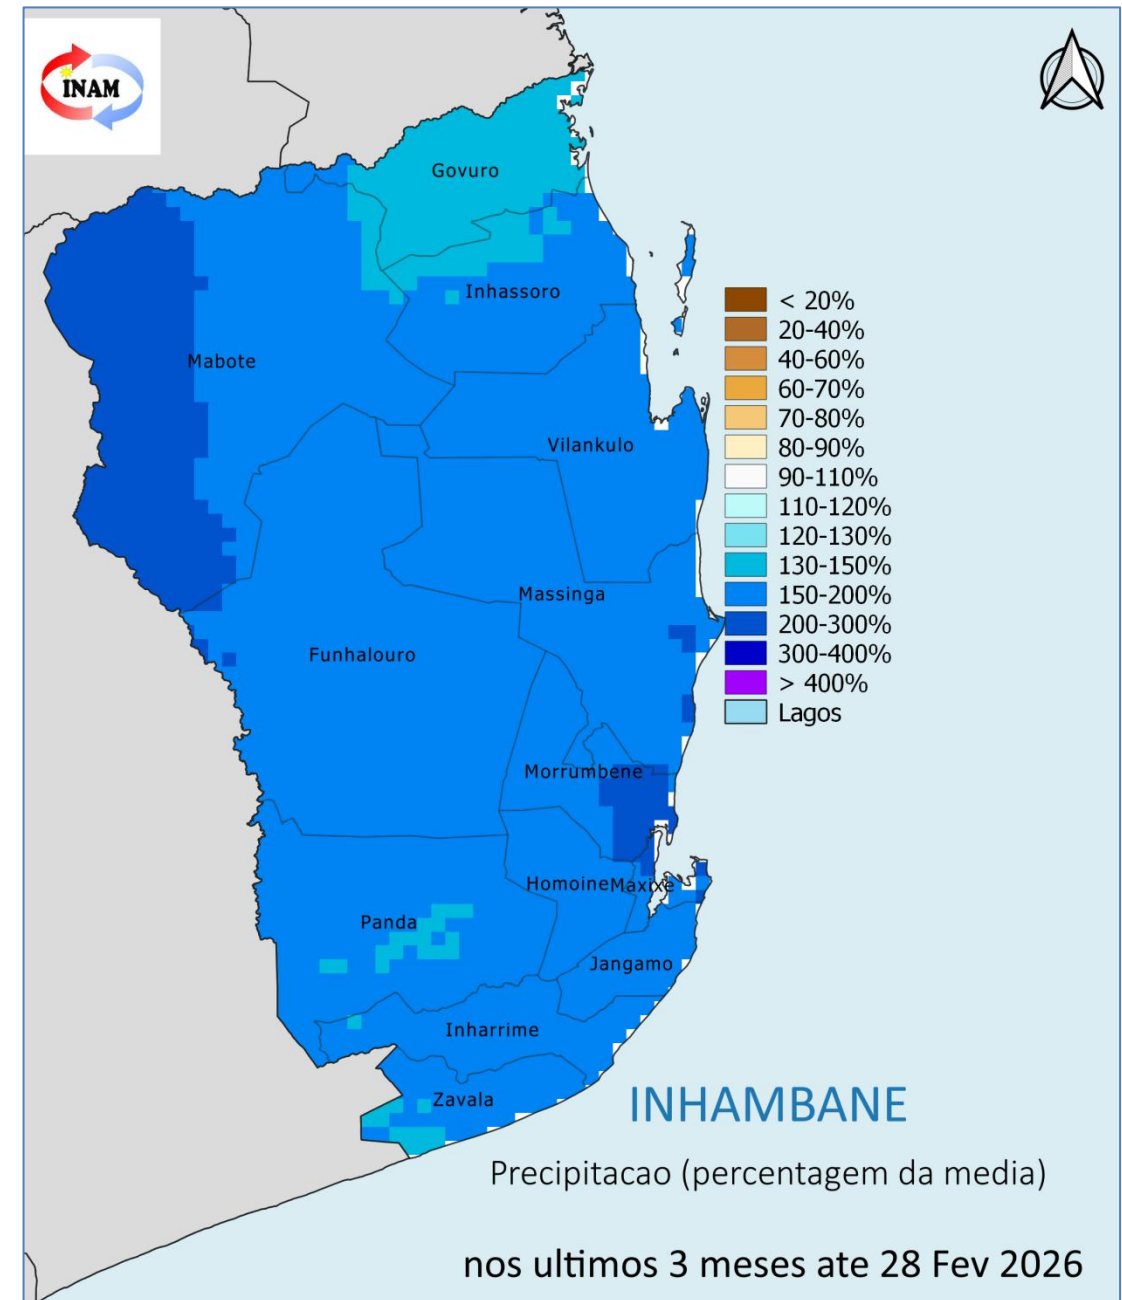 INAM
Govuro
Inhassoro
Mabote
Vilankulo
Massinga
Funhalouro
Morrumbene
Homoine
Maxixe
Panda
Jangamo
Inharrime
Zavala
< 20%
20-40%
40-60%
60-70%
70-80%
80-90%
90-110%
110-120%
120-130%
130-150%
150-200%
200-300%
300-400%
> 400%
Lagos
INHAMBANE
Precipitacao (percentagem da media)
nos ultimos 3 meses ate 28 Fev 2026